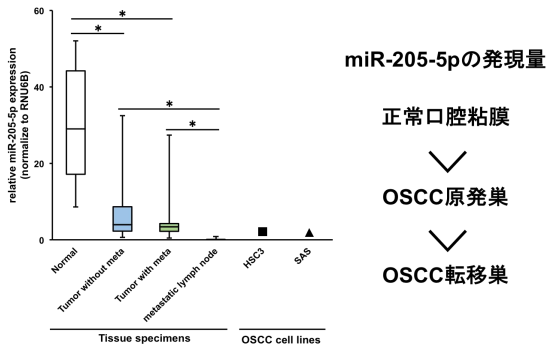 relative miR-205-5p expression
(normalize to RNU6B)
60
40
20
0
*
*
*
*
Normal
Tumor without meta
Tumor with meta
metastatic lymph node
HSC3
SAS
Tissue specimens
OSCC cell lines
miR-205-5pの発現量
正常口腔粘膜
OSCC原発巣
OSCC転移巣